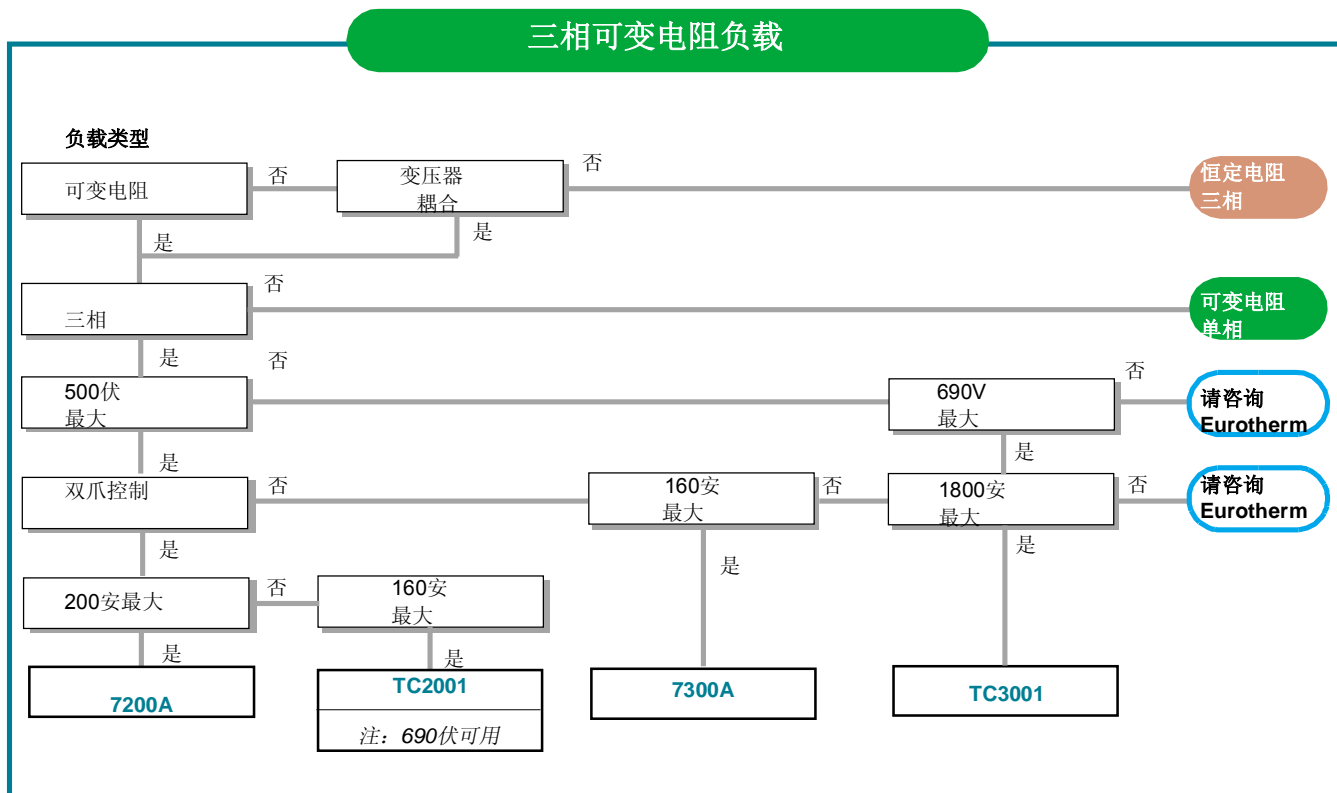 三相可变电阻负载
负载类型
可变电阻
否
变压器
耦合
否
恒定电阻
三相
是
是
三相
否
可变电阻
单相
是
500伏
最大
否
690V
最大
否
请咨询
Eurotherm
是
是
双爪控制
否
160安
最大
否
1800安
最大
否
请咨询
Eurotherm
是
是
是
200安最大
否
160安
最大
是
是
7200A
TC2001
注：690伏可用
7300A
TC3001